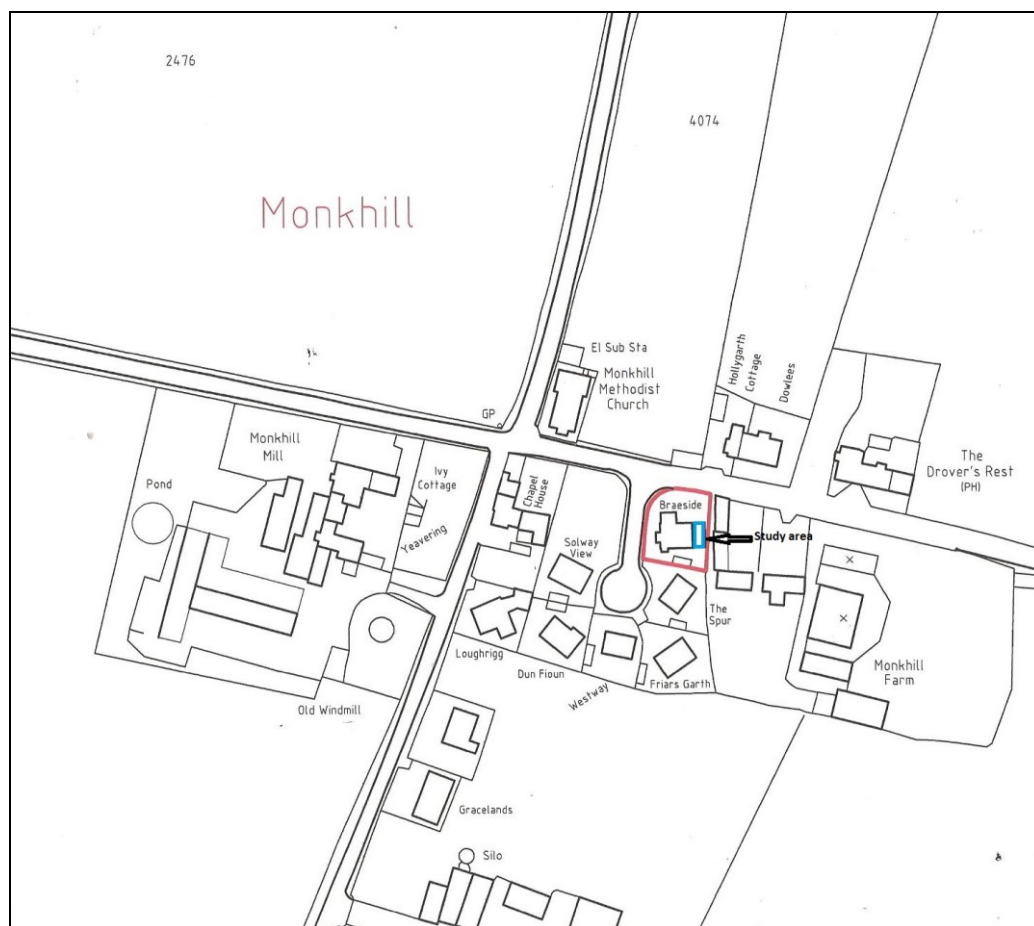 2476
4074
Monkhill
El Sub Sta
Monkhill
Methodist
Church
Hollygarth
Cottage
Dowlees
GP
The
Drover's Rest
(PH)
Monkhill
Mill
Ivy
Cottage
Pond
Yeavering
Chapel
House
Braeside
Study area
Solway
View
The
Spur
Loughrigg
Dun Fioun
Westway
Friars Garth
Monkhill
Farm
Old Windmill
Gracelands
Silo